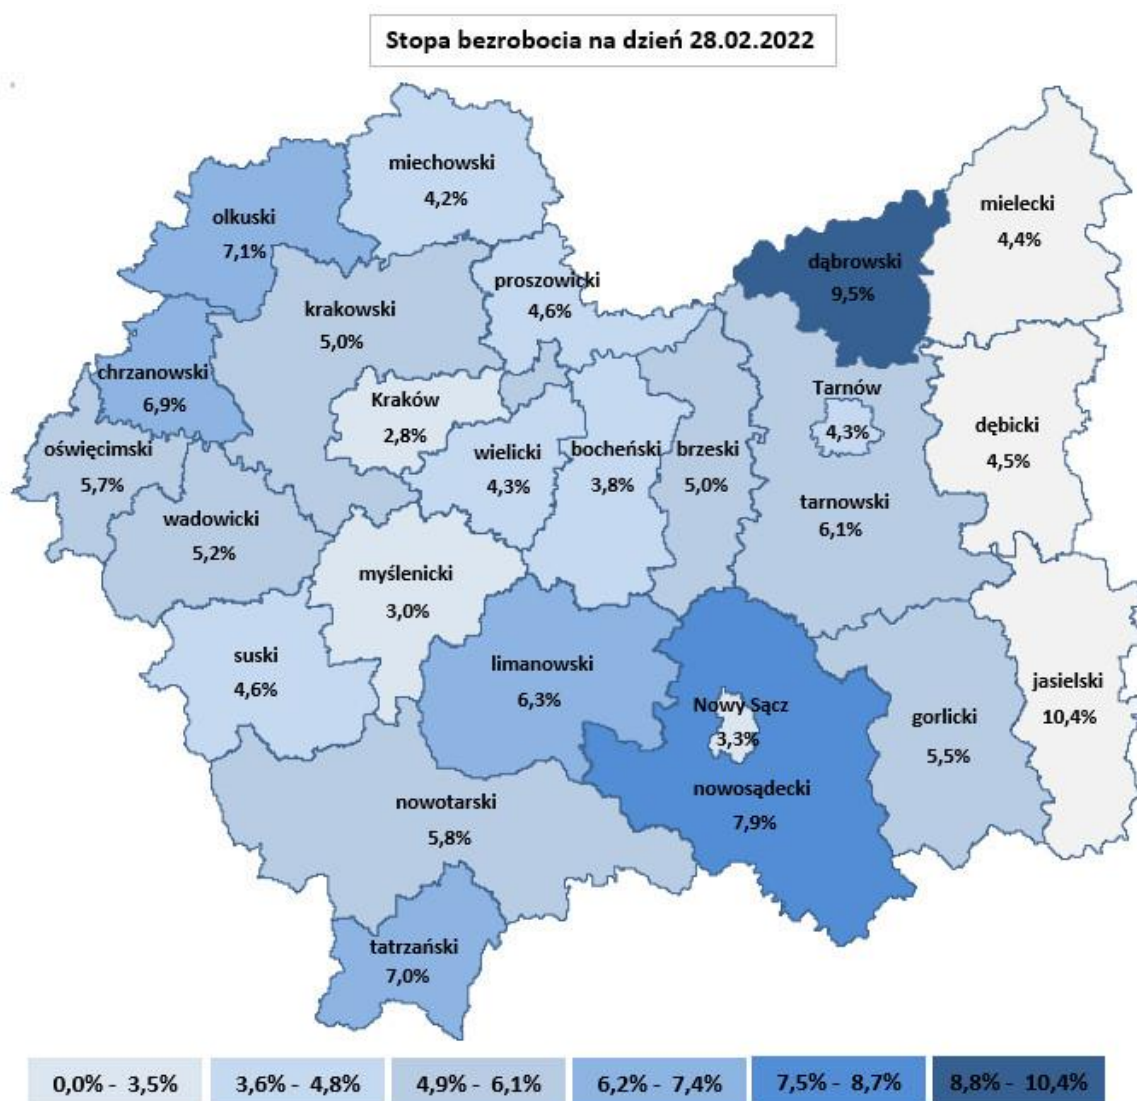 Stopa bezrobocia na dzień 28.02.2022
miechowski
4,2%
olkuski
7,1%
mielecki
4,4%
dąbrowski
9,5%
proszowicki
4,6%
krakowski
5,0%
chrzanowski
6,9%
Kraków
2,8%
Tarnów
4,3%
dębicki
4,5%
oświęcimski
5,7%
wielicki
4,3%
bocheński
3,8%
brzeski
5,0%
tarnowski
6,1%
wadowicki
5,2%
myślenicki
3,0%
suski
4,6%
limanowski
6,3%
jasielski
10,4%
Nowy Sącz
3,3%
gorlicki
5,5%
nowosądecki
7,9%
nowotarski
5,8%
tatrzański
7,0%
0,0% - 3,5%
3,6% - 4,8%
4,9% - 6,1%
6,2% - 7,4%
7,5% - 8,7%
8,8% - 10,4%